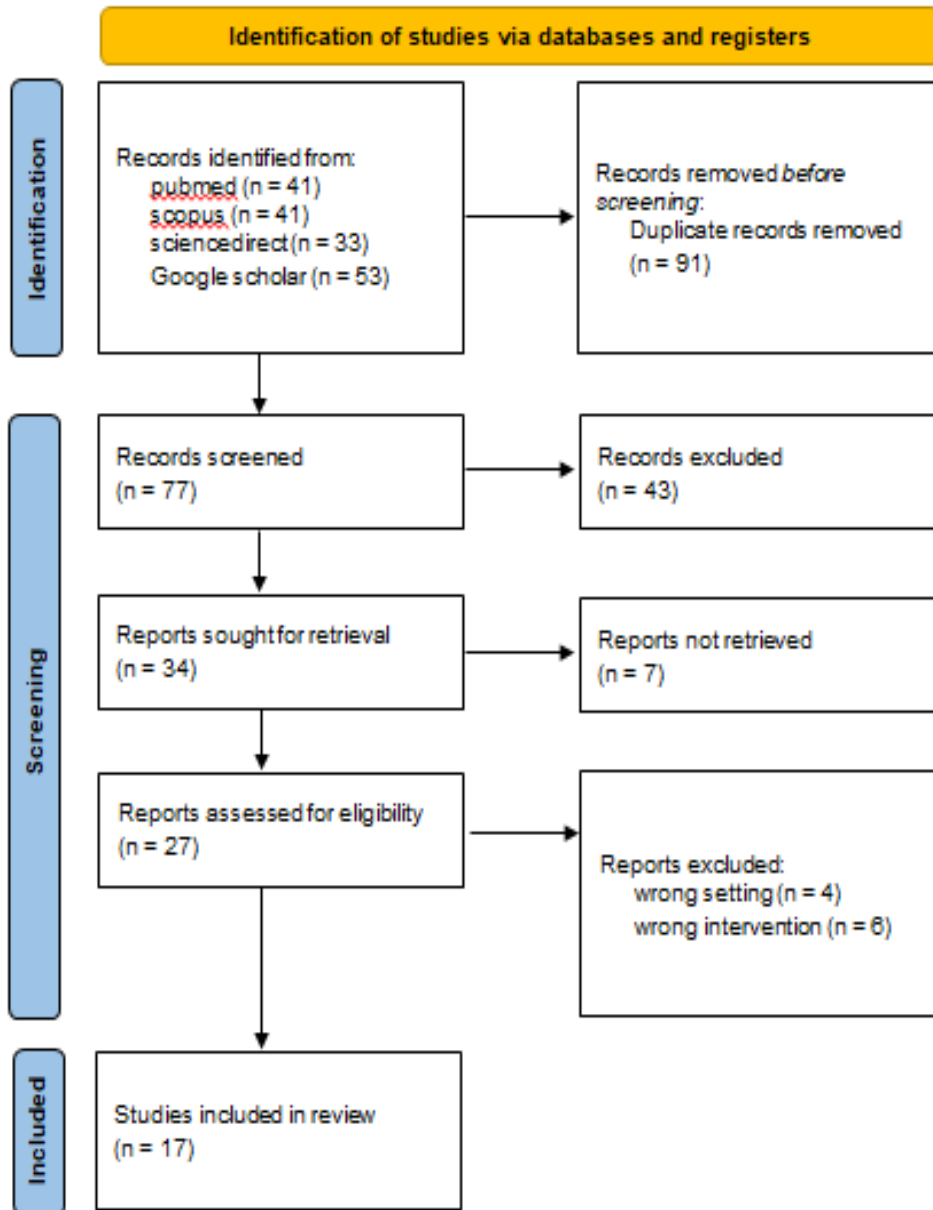 Identification of studies via databases and registers
Identification
Records identified from:
pubmed (n = 41)
scopus (n = 41)
sciencedirect (n = 33)
Google scholar (n = 53)
Records removed before
screening:
Duplicate records removed
(n = 91)
Screening
Records screened
(n = 77)
Records excluded
(n = 43)
Reports sought for retrieval
(n = 34)
Reports not retrieved
(n = 7)
Reports assessed for eligibility
(n = 27)
Reports excluded:
wrong setting (n = 4)
wrong intervention (n = 6)
Included
Studies included in review
(n = 17)